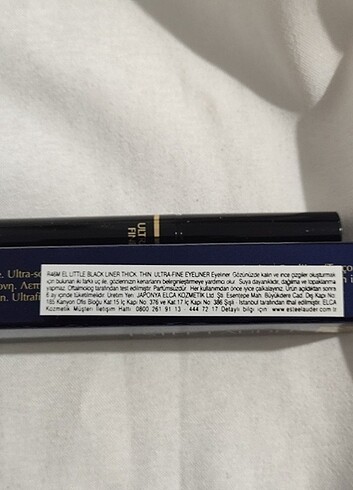 ULTRA
FINE
R46M EL LITTLE BLACK LINER THICK. THIN. ULTRA-FINE EYELINER Eyeliner. Gözünüzde kalın ve ince çizgiler oluşturmak
için bulunan iki farklı uç ile, gözlerinizin kenarlarını belirginleştirmeye yardımcı olur. Suya dayanıklıdır, dağılma ve topaklanma
yapmaz. Oftalmolog tarafından test edilmiştir. Parfümsüzdür. Her kullanımdan önce iyice çalkalayınız. Ürün açıldıktan sonra
6 ay içinde tüketilmelidir. Üretim Yeri: JAPONYA ELCA KOZMETİK Ltd. Şti. Esentepe Mah. Büyükdere Cad. Dış Kapı No:
185 Kanyon Ofis Bloğu Kat 15 İç Kapı No: 376 ve Kat:17 İç Kapı No: 386 Şişli - İstanbul tarafından ithal edilmiştir. ELCA
Kozmetik Müşteri İletişim Hattı 0800 261 91 13 - 444 72 17 Detaylı bilgi için www.esteelauder.com.tr
e. Ultra-
ονη. Λεπ
n. Ultrafi